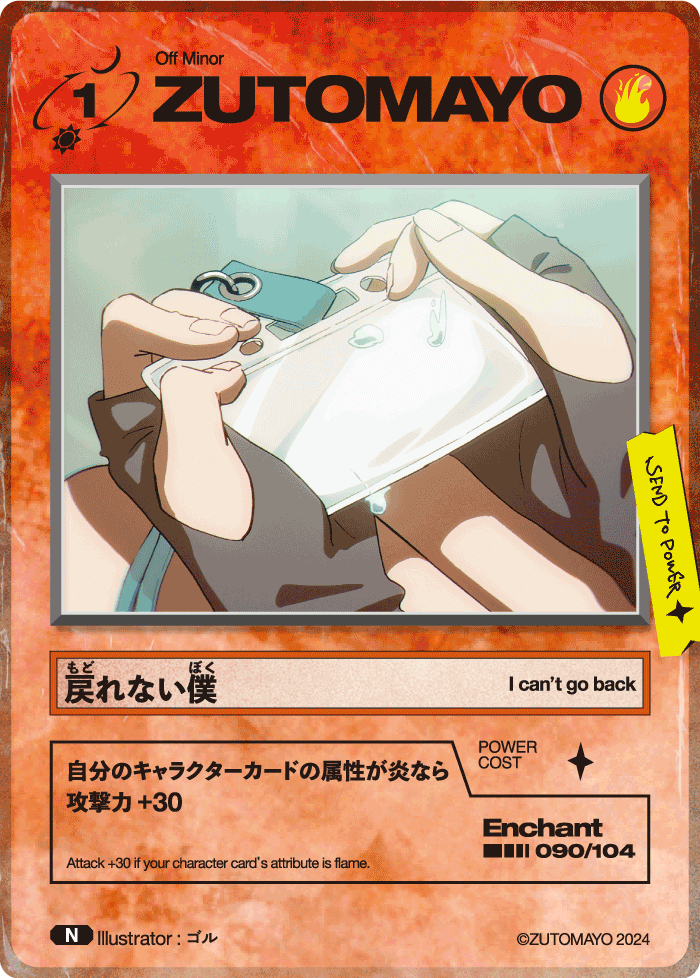 Off Minor
1
ZUTOMAYO
SEND TO POWER
戻れない僕
もど
ぼく
I can't go back
自分のキャラクターカードの属性が炎なら
攻撃力 +30
Attack +30 if your character card's attribute is flame.
POWER
COST
Enchant
090/104
N
Illustrator : ゴル
©ZUTOMAYO 2024